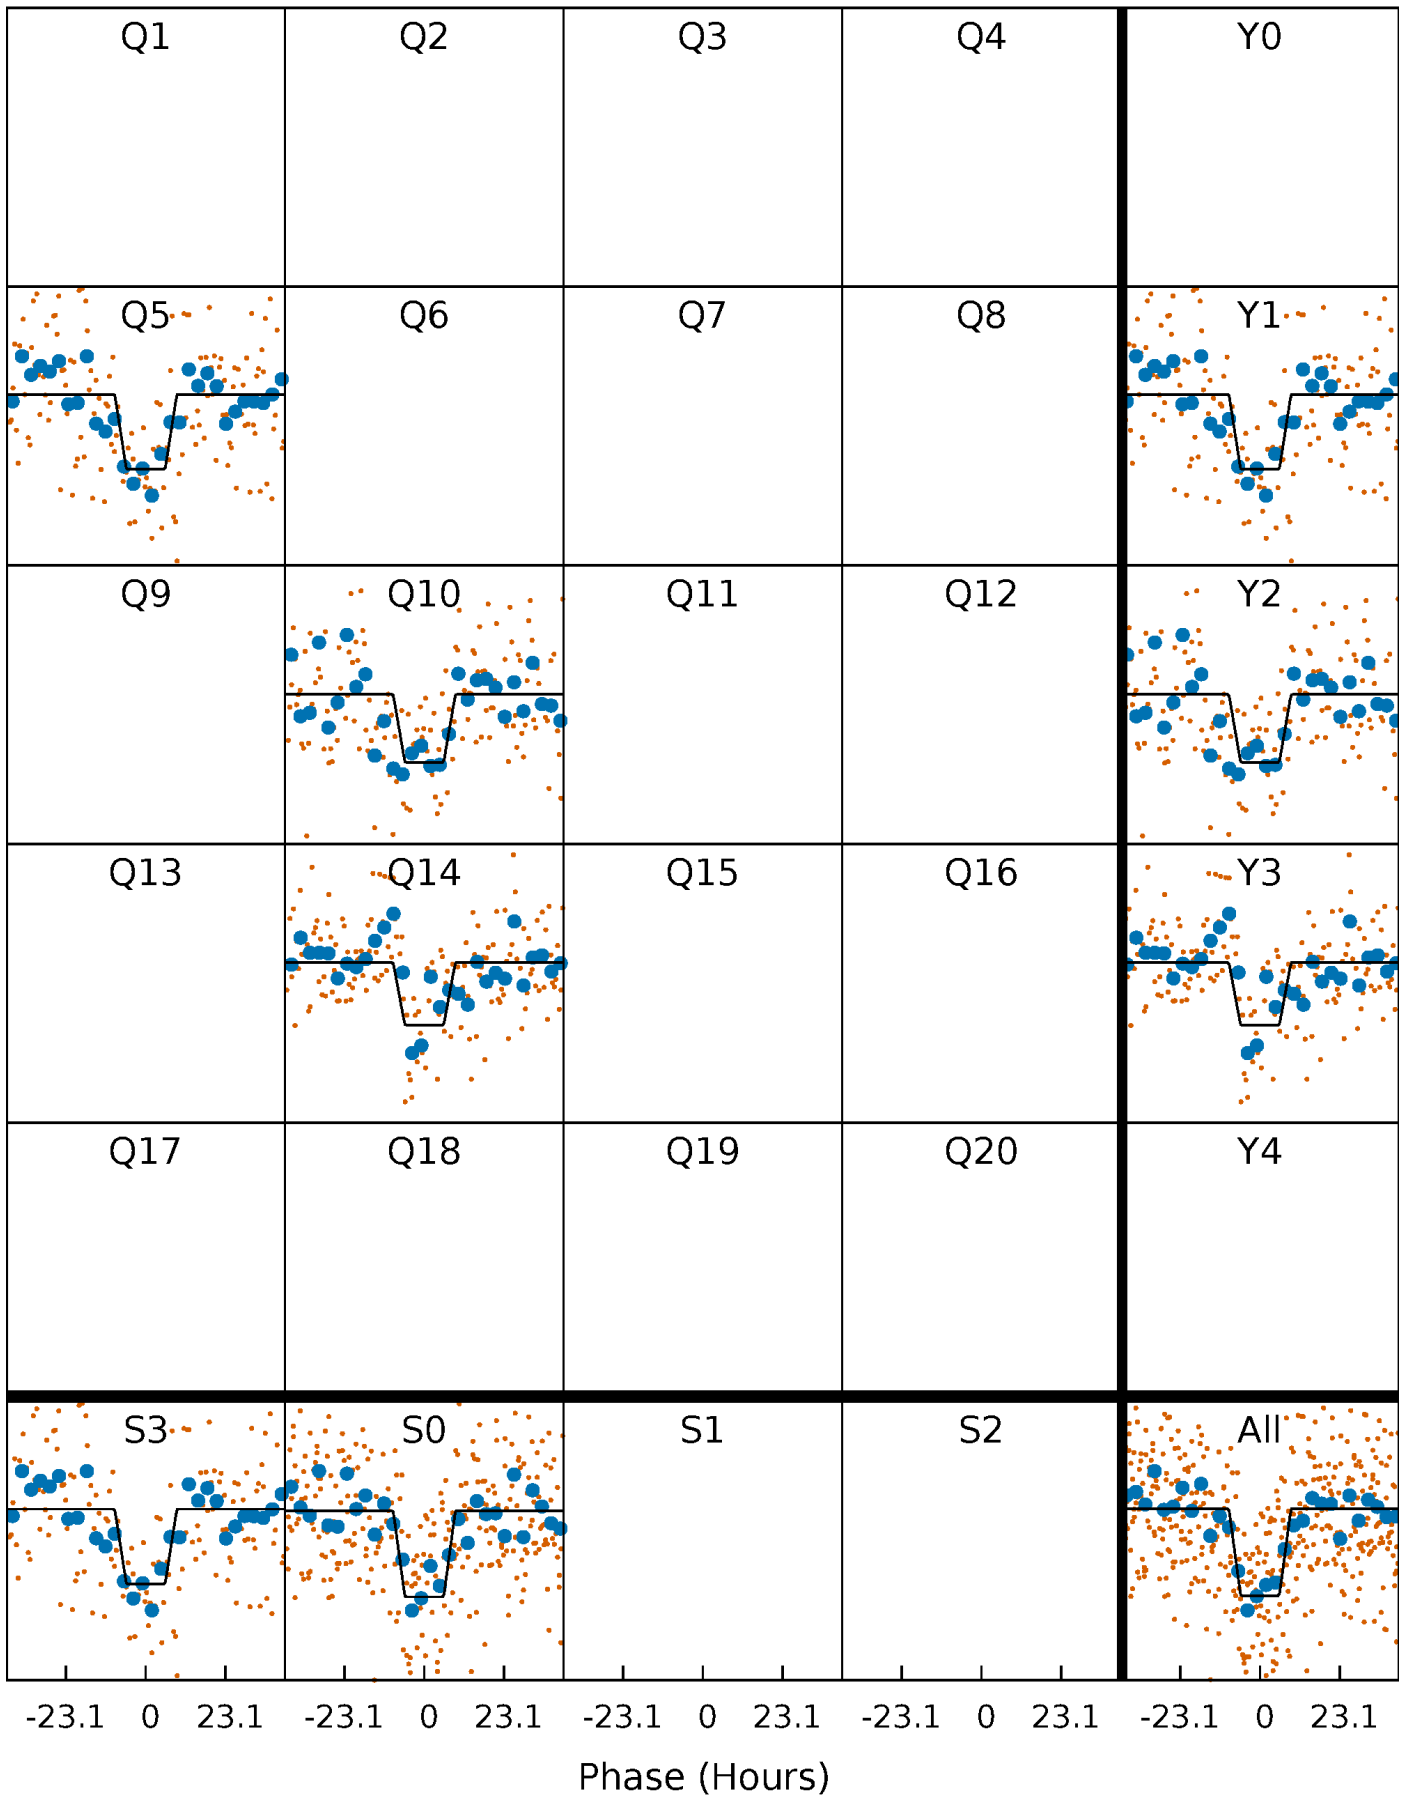 Q1 Q2 Q3 Q4 Y0
Q5 Q6 Q7 Q8 Y1
Q9 Q10 Q11 Q12 Y2
Q13 Q14 Q15 Q16 Y3
Q17 Q18 Q19 Q20 Y4
S3 S0 S1 S2 All
-23.1 0 23.1 -23.1 0 23.1 -23.1 0 23.1 -23.1 0 23.1 -23.1 0 23.1
Phase (Hours)